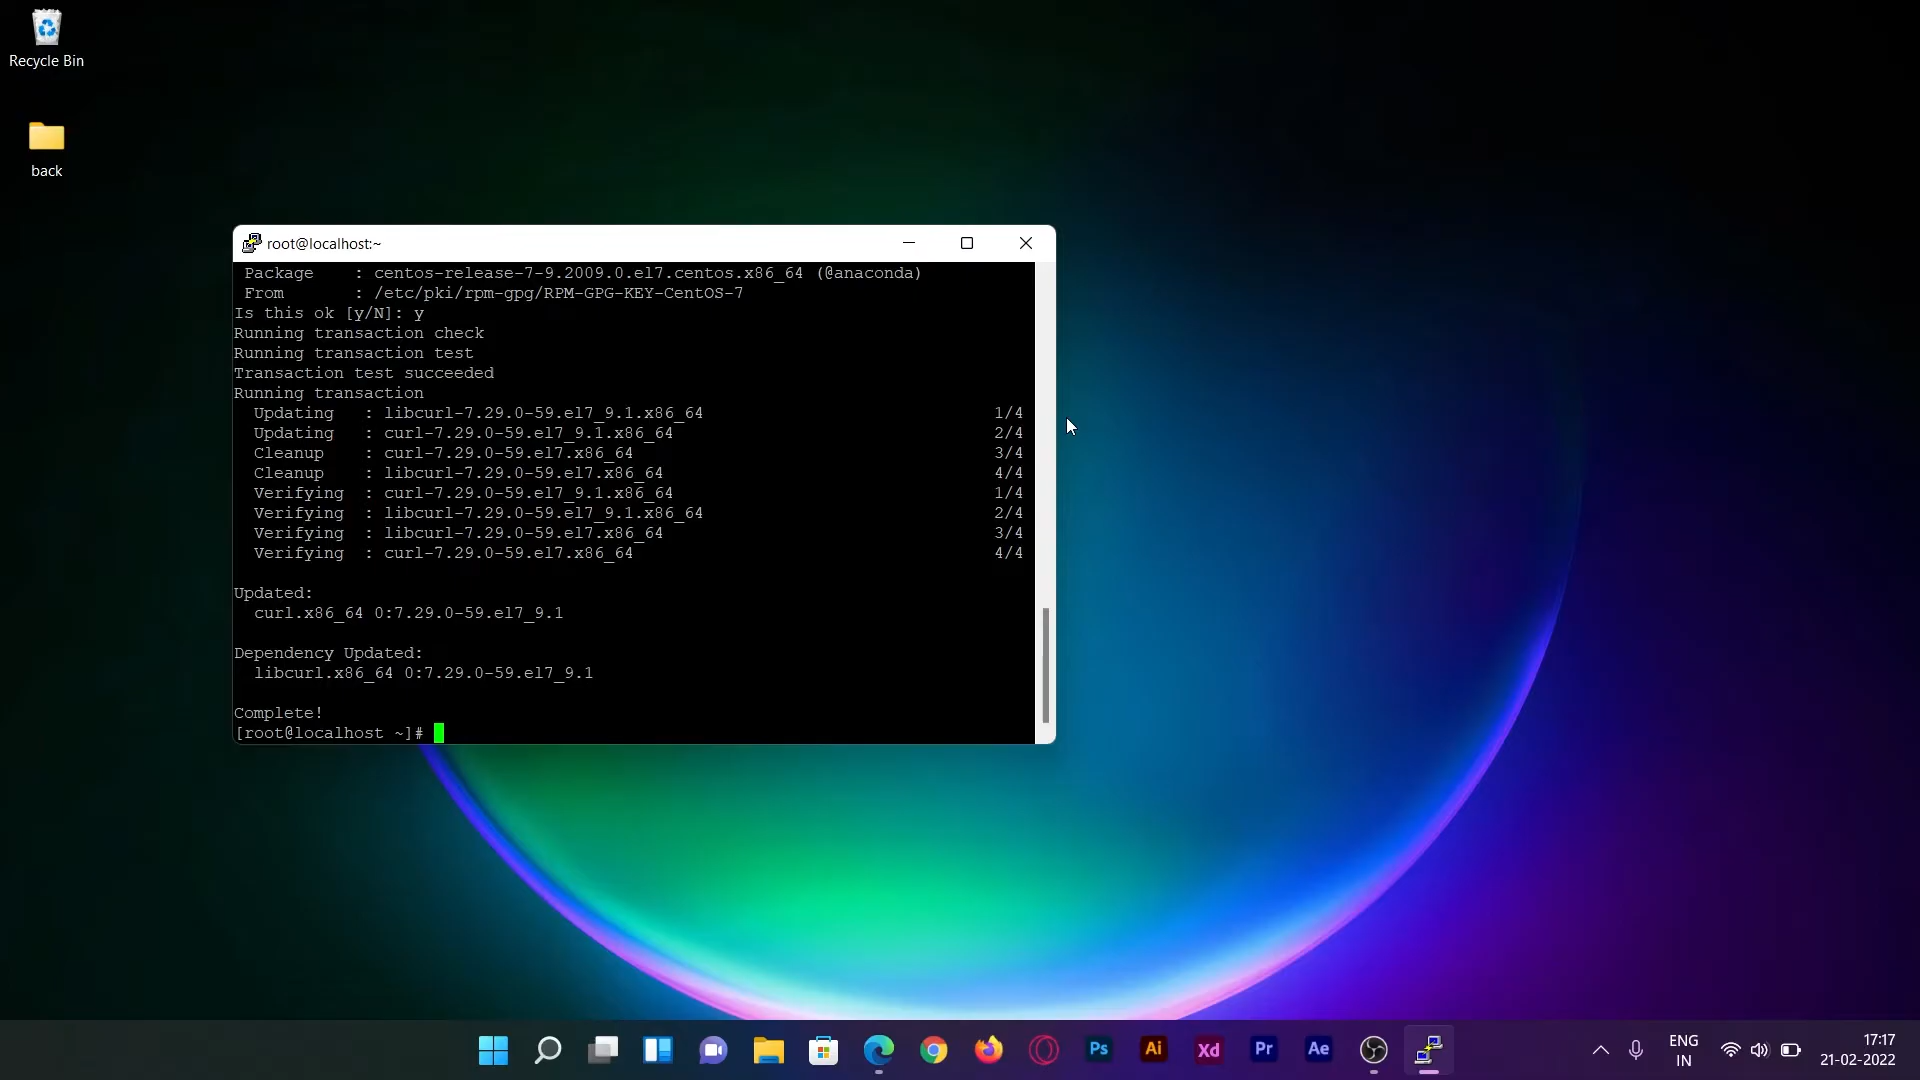 Recycle Bin
back
root@localhost:~
Package    : centos-release-7-9.2009.0.el7.centos.x86_64 (@anaconda)
From       : /etc/pki/rpm-gpg/RPM-GPG-KEY-CentOS-7
Is this ok [y/N]: y
Running transaction check
Running transaction test
Transaction test succeeded
Running transaction
Updating   : libcurl-7.29.0-59.el7_9.1.x86_64 1/4
Updating   : curl-7.29.0-59.el7_9.1.x86_64 2/4
Cleanup    : curl-7.29.0-59.el7.x86_64 3/4
Cleanup    : libcurl-7.29.0-59.el7.x86_64 4/4
Verifying  : curl-7.29.0-59.el7_9.1.x86_64 1/4
Verifying  : libcurl-7.29.0-59.el7_9.1.x86_64 2/4
Verifying  : libcurl-7.29.0-59.el7.x86_64 3/4
Verifying  : curl-7.29.0-59.el7.x86_64 4/4
Updated:
curl.x86_64 0:7.29.0-59.el7_9.1
Dependency Updated:
libcurl.x86_64 0:7.29.0-59.el7_9.1
Complete!
[root@localhost ~]#
Ps Ai Xd Pr Ae
ENG
IN
17:17
21-02-2022